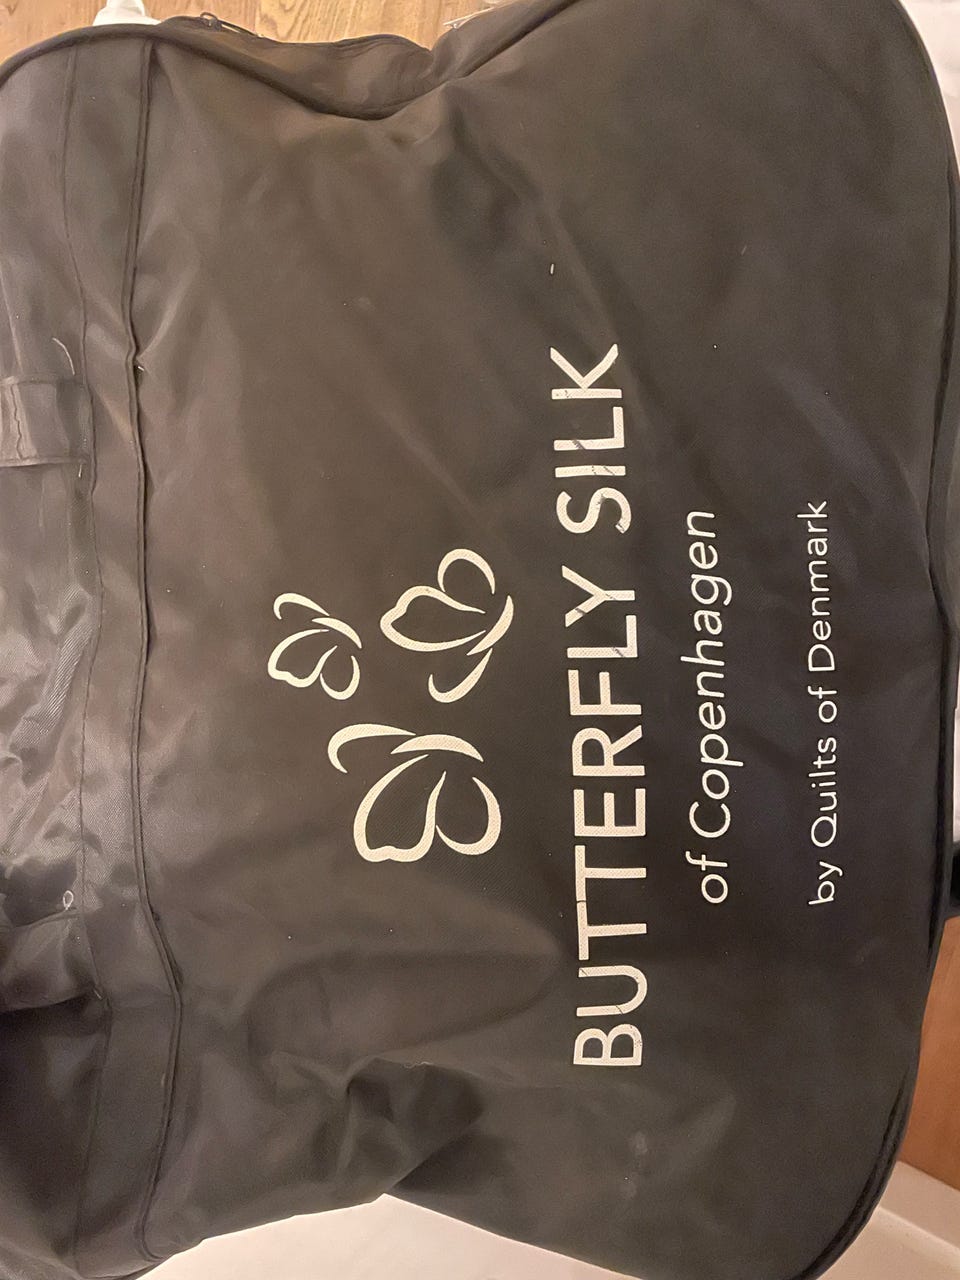 BUTTERFLY SILK
of Copenhagen
by Quilts of Denmark